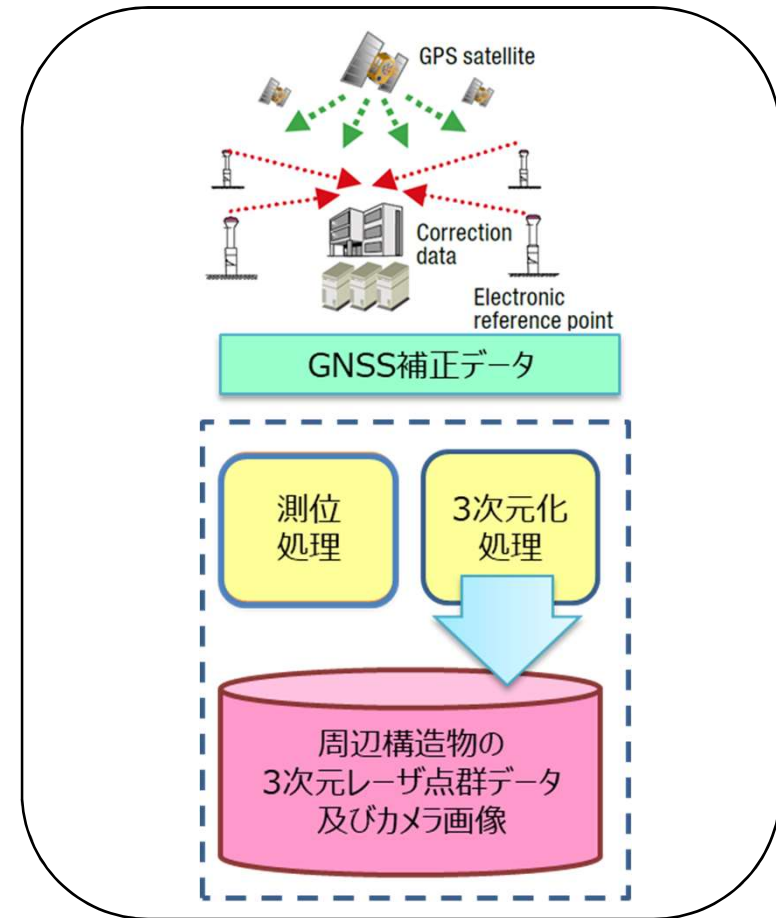 GPS satellite
Correction
data
Electronic
reference point
GNSS補正データ
測位
処理
3次元化
処理
周辺構造物の
3次元レーザ点群データ
及びカメラ画像